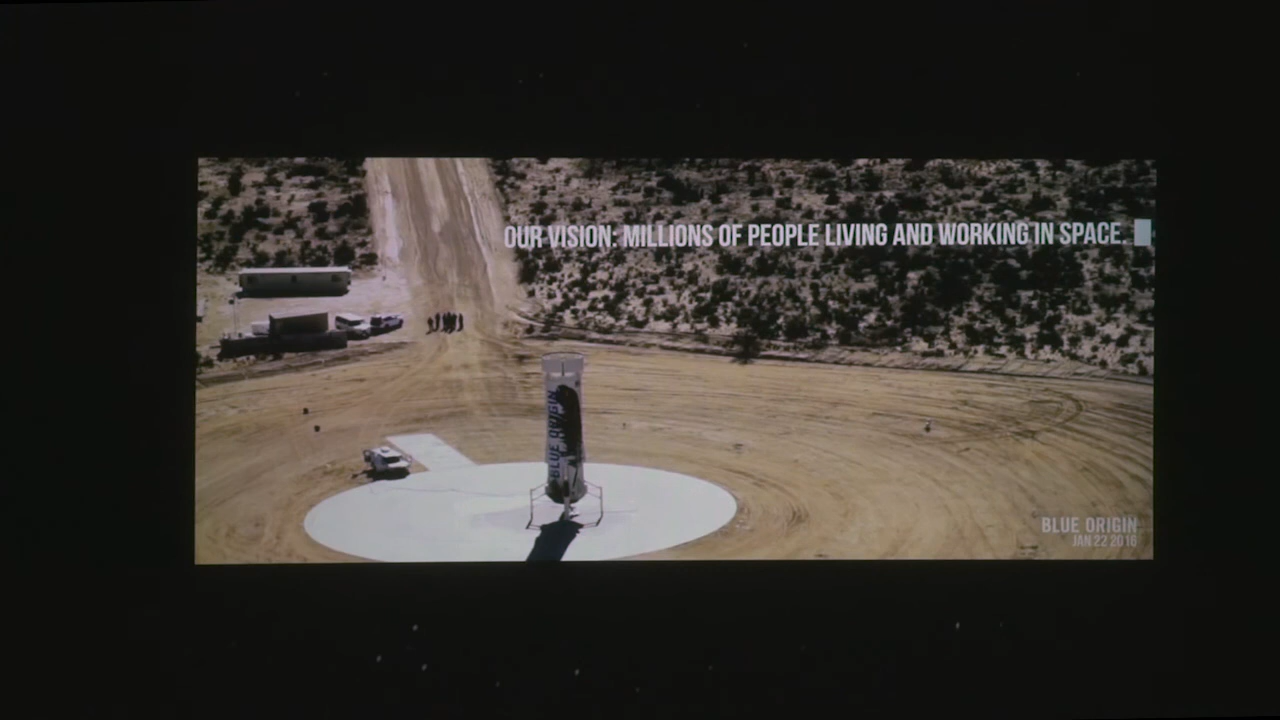 OUR VISION: MILLIONS OF PEOPLE LIVING AND WORKING IN SPACE.
BLUE ORIGIN
BLUE ORIGIN
JAN 22 2016